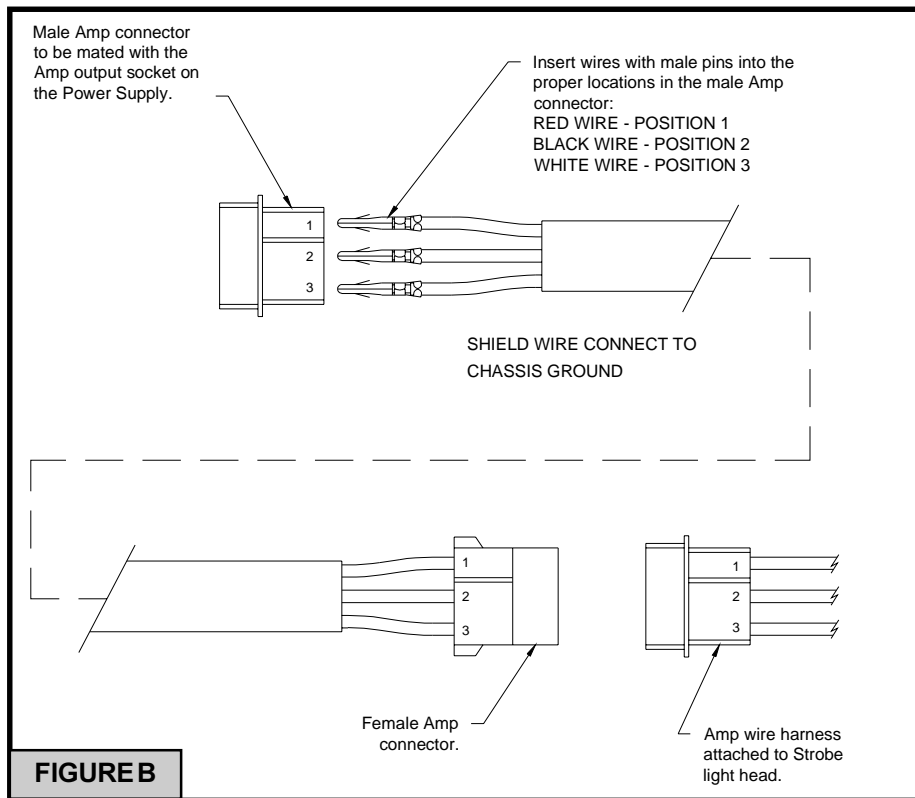 Male Amp connector
to be mated with the
Amp output socket on
the Power Supply.
Insert wires with male pins into the
proper locations in the male Amp
connector:
RED WIRE - POSITION 1
BLACK WIRE - POSITION 2
WHITE WIRE - POSITION 3
1
2
3
SHIELD WIRE CONNECT TO
CHASSIS GROUND
1
2
3
1
2
3
Female Amp
connector.
Amp wire harness
attached to Strobe
light head.
FIGURE B